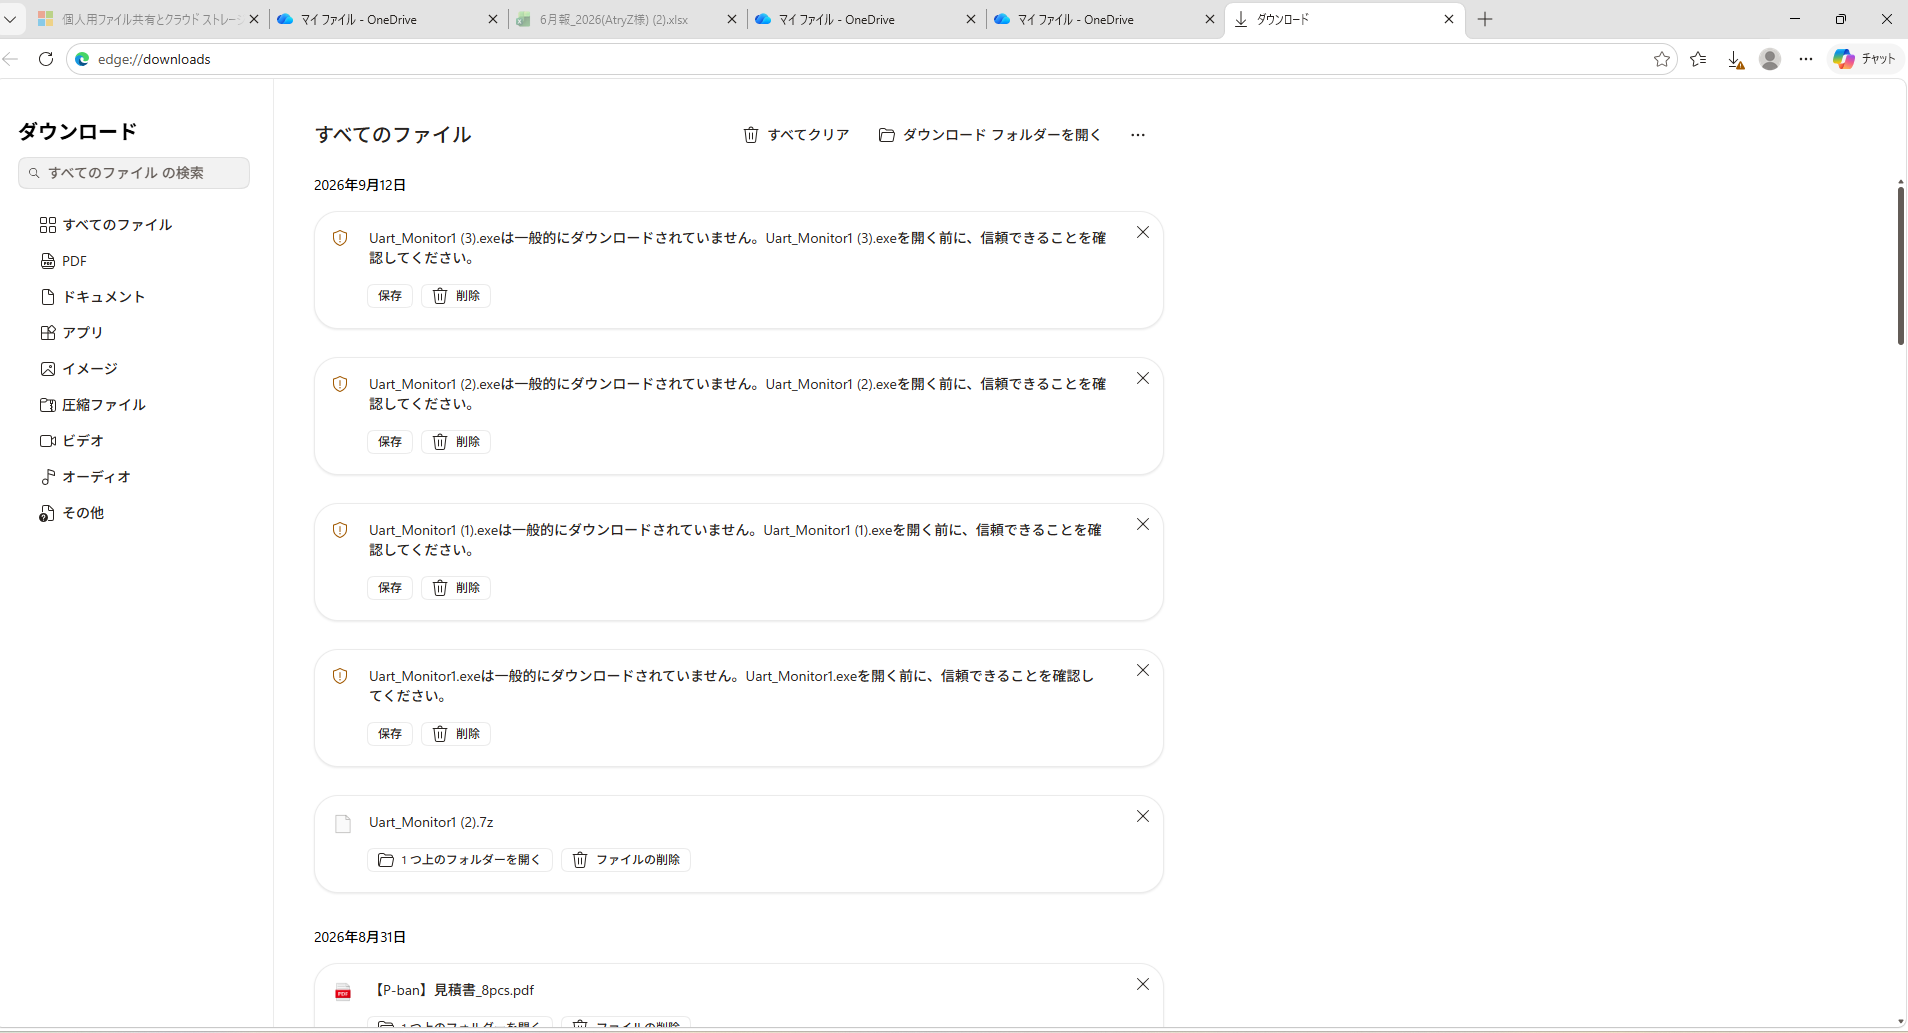 個人用ファイル共有とクラウド ストレー
マイ ファイル - OneDrive
6月報_2026(AtryZ様) (2).xlsx
マイ ファイル - OneDrive
マイ ファイル - OneDrive
ダウンロード
edge://downloads
チャット
ダウンロード
すべてのファイル の検索
すべてのファイル
PDF
ドキュメント
アプリ
イメージ
圧縮ファイル
ビデオ
オーディオ
その他
すべてのファイル
すべてクリア
ダウンロード フォルダーを開く
2026年9月12日
Uart_Monitor1 (3).exeは一般的にダウンロードされていません。Uart_Monitor1 (3).exeを開く前に、信頼できることを確
認してください。
保存 削除
Uart_Monitor1 (2).exeは一般的にダウンロードされていません。Uart_Monitor1 (2).exeを開く前に、信頼できることを確
認してください。
保存 削除
Uart_Monitor1 (1).exeは一般的にダウンロードされていません。Uart_Monitor1 (1).exeを開く前に、信頼できることを確
認してください。
保存 削除
Uart_Monitor1.exeは一般的にダウンロードされていません。Uart_Monitor1.exeを開く前に、信頼できることを確認し
てください。
保存 削除
Uart_Monitor1 (2).7z
1 つ上のフォルダーを開く ファイルの削除
2026年8月31日
PDF
【P-ban】見積書_8pcs.pdf
1 つ上のフォルダーを開く ファイルの削除